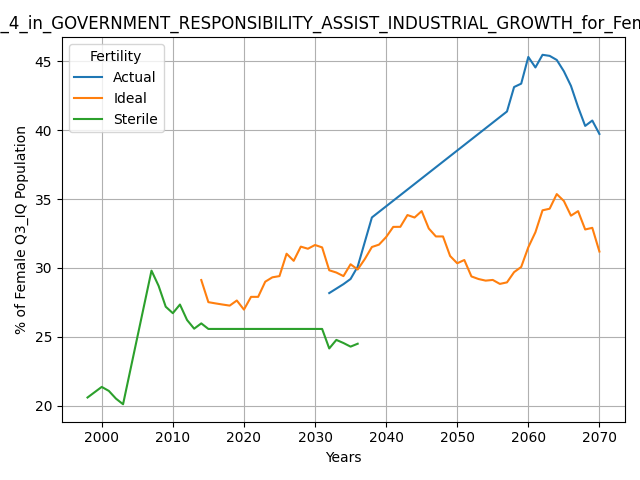 _4_in_GOVERNMENT_RESPONSIBILITY_ASSIST_INDUSTRIAL_GROWTH_for_Fem
Fertility
Actual
Ideal
Sterile
% of Female Q3_IQ Population
45
40
35
30
25
20
2000
2010
2020
2030
2040
2050
2060
2070
Years